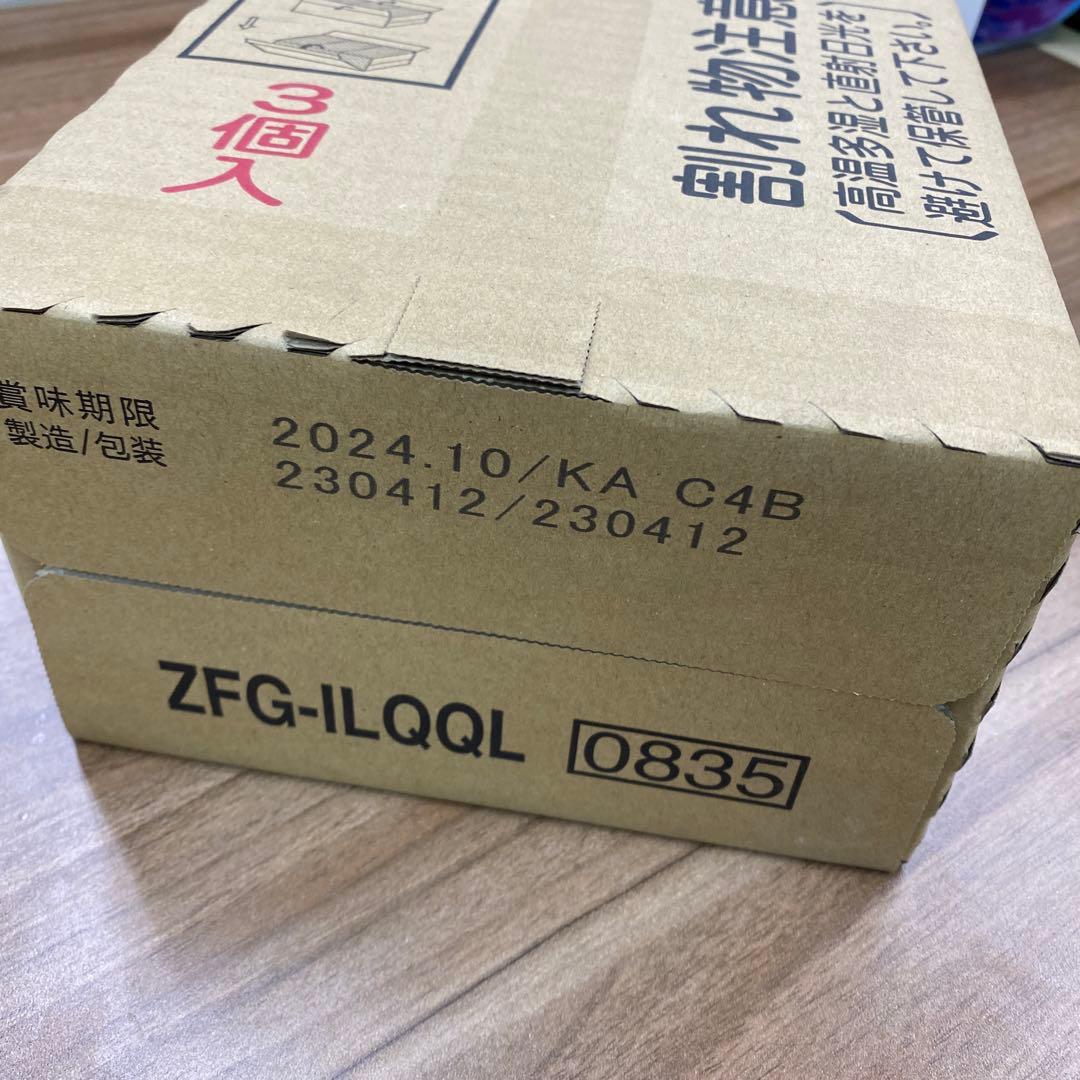 3個入
割れ物注意
高温多湿と直射日光を
避けて保管して下さい。
賞味期限
製造/包装
2024.10/KA C4B
230412/230412
ZFG-ILQQL 0835